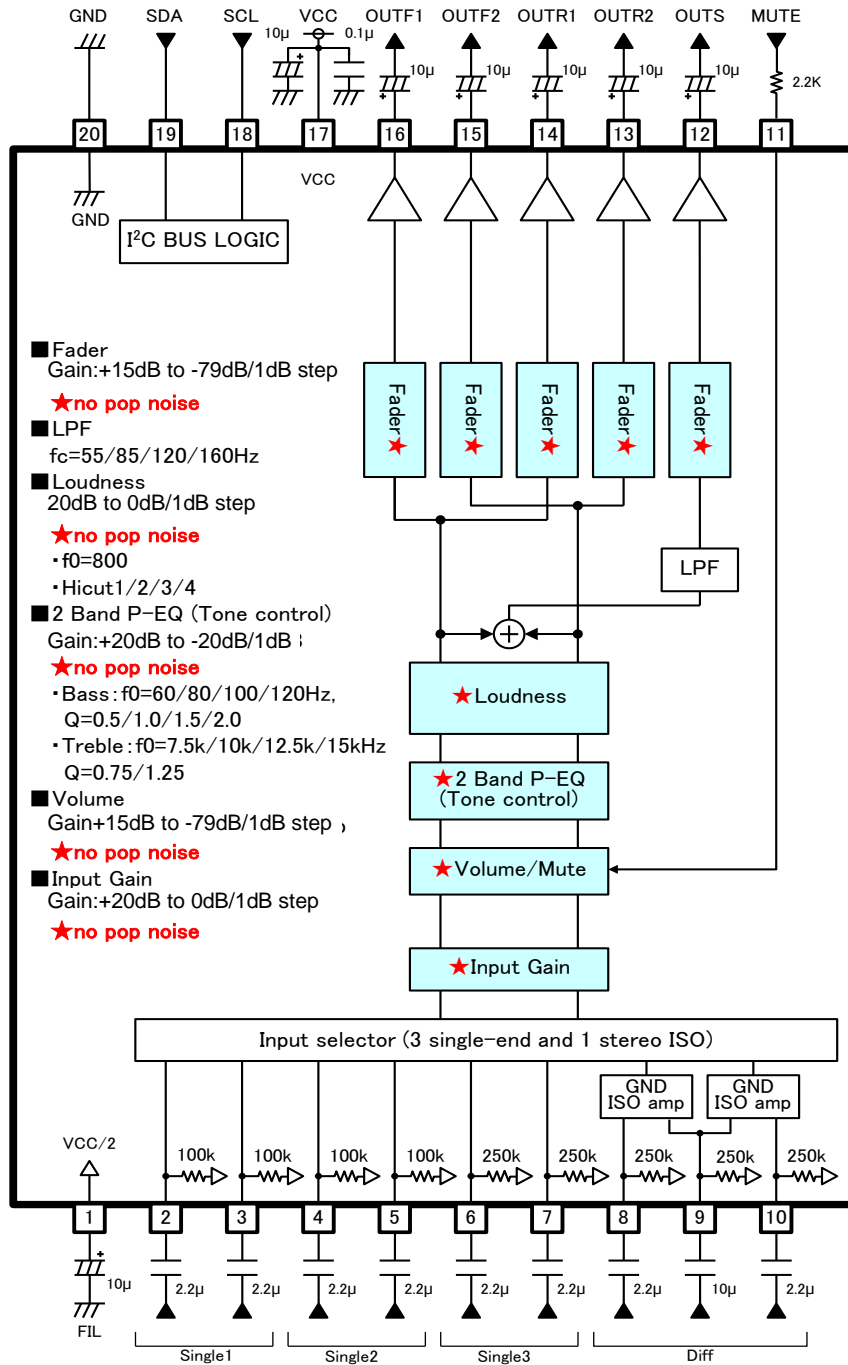 GND SDA SCL VCC OUTF1 OUTF2 OUTR1 OUTR2 OUTS MUTE
10μ 0.1μ 10μ 10μ 10μ 10μ 10μ 2.2K
+ + + + + +
20 19 18 17 16 15 14 13 12 11
VCC
GND
I²C BUS LOGIC
■Fader
Gain:+15dB to -79dB/1dB step
★no pop noise
■LPF
fc=55/85/120/160Hz
■Loudness
20dB to 0dB/1dB step
★no pop noise
・f0=800
・Hicut1/2/3/4
■2 Band P-EQ (Tone control)
Gain:+20dB to -20dB/1dB
★no pop noise
・Bass:f0=60/80/100/120Hz,
Q=0.5/1.0/1.5/2.0
・Treble:f0=7.5k/10k/12.5k/15kHz
Q=0.75/1.25
■Volume
Gain+15dB to -79dB/1dB step
★no pop noise
■Input Gain
Gain:+20dB to 0dB/1dB step
★no pop noise
Fader★ Fader★ Fader★ Fader★ Fader★
LPF
+
★Loudness
★2 Band P-EQ
(Tone control)
★Volume/Mute
★Input Gain
Input selector (3 single-end and 1 stereo ISO)
GND
ISO amp
GND
ISO amp
VCC/2
100k 100k 100k 100k 250k 250k 250k 250k 250k
1 2 3 4 5 6 7 8 9 10
+
10μ 2.2μ 2.2μ 2.2μ 2.2μ 2.2μ 2.2μ 2.2μ 10μ 2.2μ
FIL
Single1 Single2 Single3 Diff